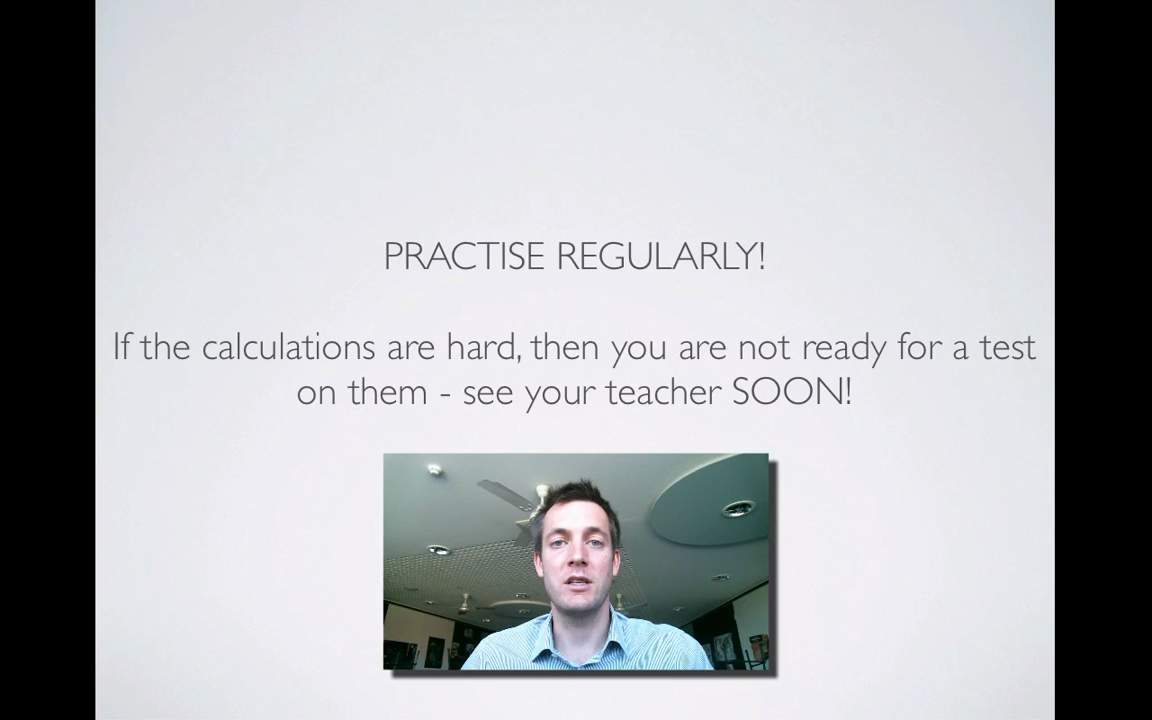 PRACTISE REGULARLY!
If the calculations are hard, then you are not ready for a test
on them - see your teacher SOON!